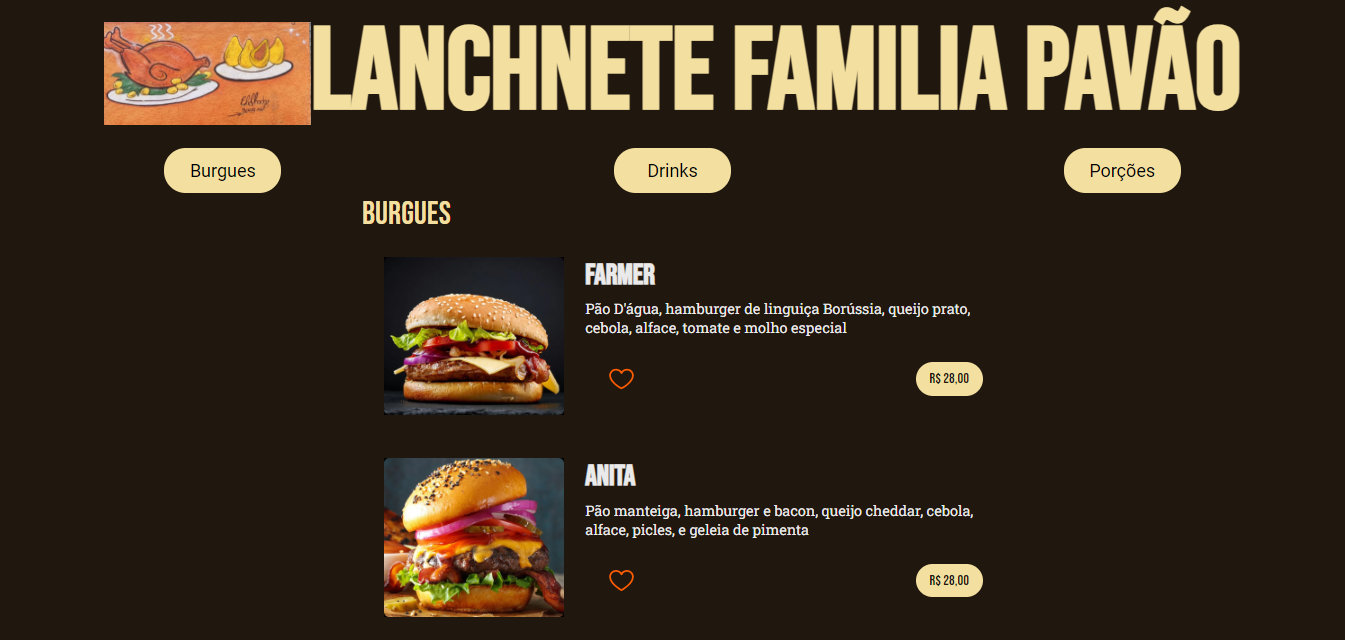 LANCHNETE FAMILIA PAVÃO
Burgues
Drinks
Porções
BURGUES
FARMER
Pão D'água, hamburger de linguiça Borússia, queijo prato,
cebola, alface, tomate e molho especial
R$ 28,00
ANITA
Pão manteiga, hamburger e bacon, queijo cheddar, cebola,
alface, picles, e geleia de pimenta
R$ 28,00